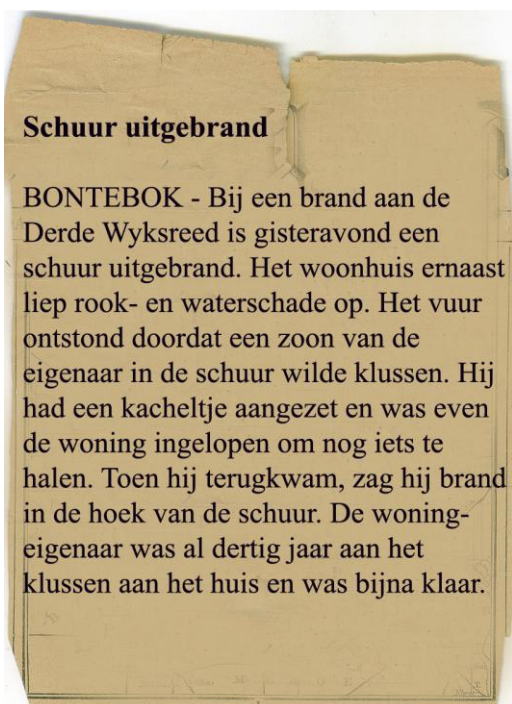 Schuur uitgebrand
BONTEBOK - Bij een brand aan de
Derde Wyksreed is gisteravond een
schuur uitgebrand. Het woonhuis ernaast
liep rook- en waterschade op. Het vuur
ontstond doordat een zoon van de
eigenaar in de schuur wilde klussen. Hij
had een kacheltje aangezet en was even
de woning ingelopen om nog iets te
halen. Toen hij terugkwam, zag hij brand
in de hoek van de schuur. De woning-
eigenaar was al dertig jaar aan het
klussen aan het huis en was bijna klaar.